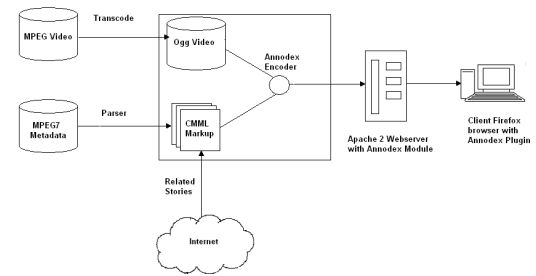 MPEG Video
Transcode
Ogg Video
Annodex
Encoder
MPEG7
Metadata
Parser
CMML
Markup
Apache 2 Webserver
with Annodex Module
Client Firefox
browser with
Annodex Plugin
Related
Stories
Internet